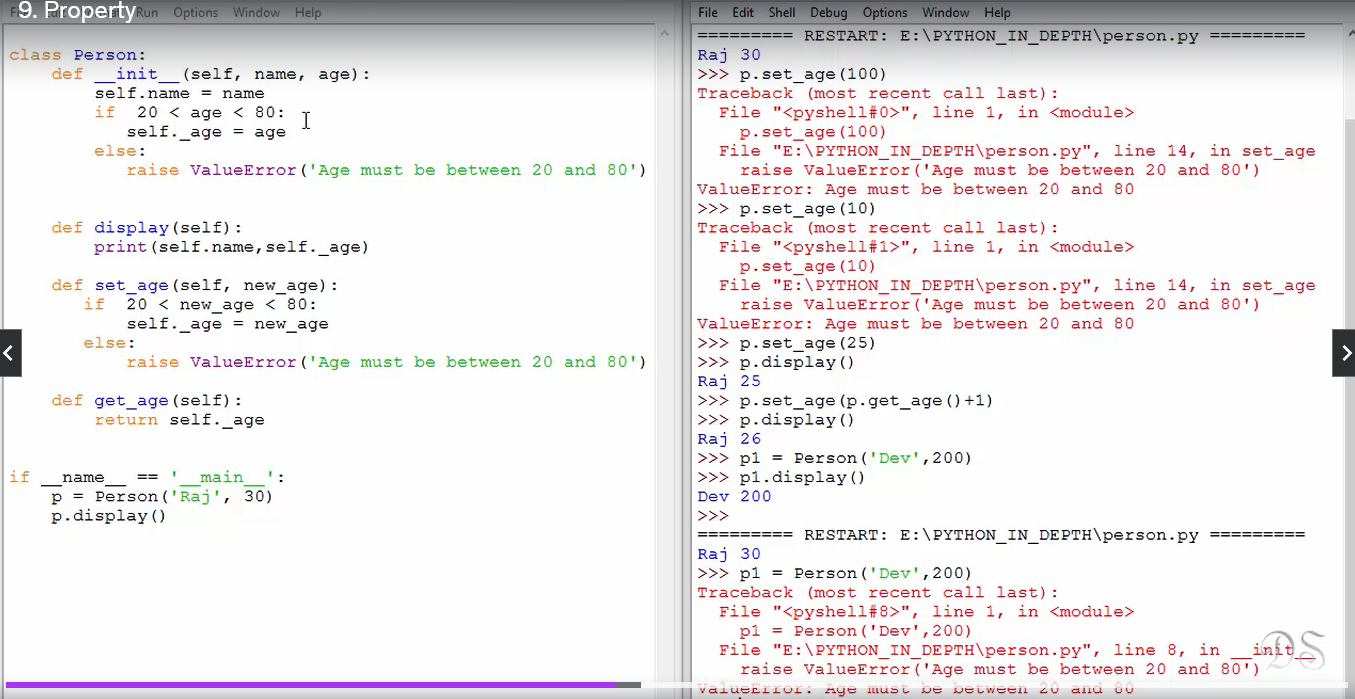 9. Property
Run Options Window Help
class Person:
    def __init__(self, name, age):
        self.name = name
        if  20 < age < 80:
           self._age = age
        else:
           raise ValueError('Age must be between 20 and 80')
    def display(self):
        print(self.name,self._age)
    def set_age(self, new_age):
       if  20 < new_age < 80:
           self._age = new_age
       else:
           raise ValueError('Age must be between 20 and 80')
    def get_age(self):
        return self._age
if __name__ == '__main__':
    p = Person('Raj', 30)
    p.display()
File Edit Shell Debug Options Window Help
========= RESTART: E:\PYTHON_IN_DEPTH\person.py =========
Raj 30
>>> p.set_age(100)
Traceback (most recent call last):
  File "<pyshell#0>", line 1, in <module>
    p.set_age(100)
  File "E:\PYTHON_IN_DEPTH\person.py", line 14, in set_age
    raise ValueError('Age must be between 20 and 80')
ValueError: Age must be between 20 and 80
>>> p.set_age(10)
Traceback (most recent call last):
  File "<pyshell#1>", line 1, in <module>
    p.set_age(10)
  File "E:\PYTHON_IN_DEPTH\person.py", line 14, in set_age
    raise ValueError('Age must be between 20 and 80')
ValueError: Age must be between 20 and 80
>>> p.set_age(25)
>>> p.display()
Raj 25
>>> p.set_age(p.get_age()+1)
>>> p.display()
Raj 26
>>> p1 = Person('Dev',200)
>>> p1.display()
Dev 200
>>>
========= RESTART: E:\PYTHON_IN_DEPTH\person.py =========
Raj 30
>>> p1 = Person('Dev',200)
Traceback (most recent call last):
  File "<pyshell#8>", line 1, in <module>
    p1 = Person('Dev',200)
  File "E:\PYTHON_IN_DEPTH\person.py", line 8, in __init__
    raise ValueError('Age must be between 20 and 80')
ValueError: Age must be between 20 and 80
DS